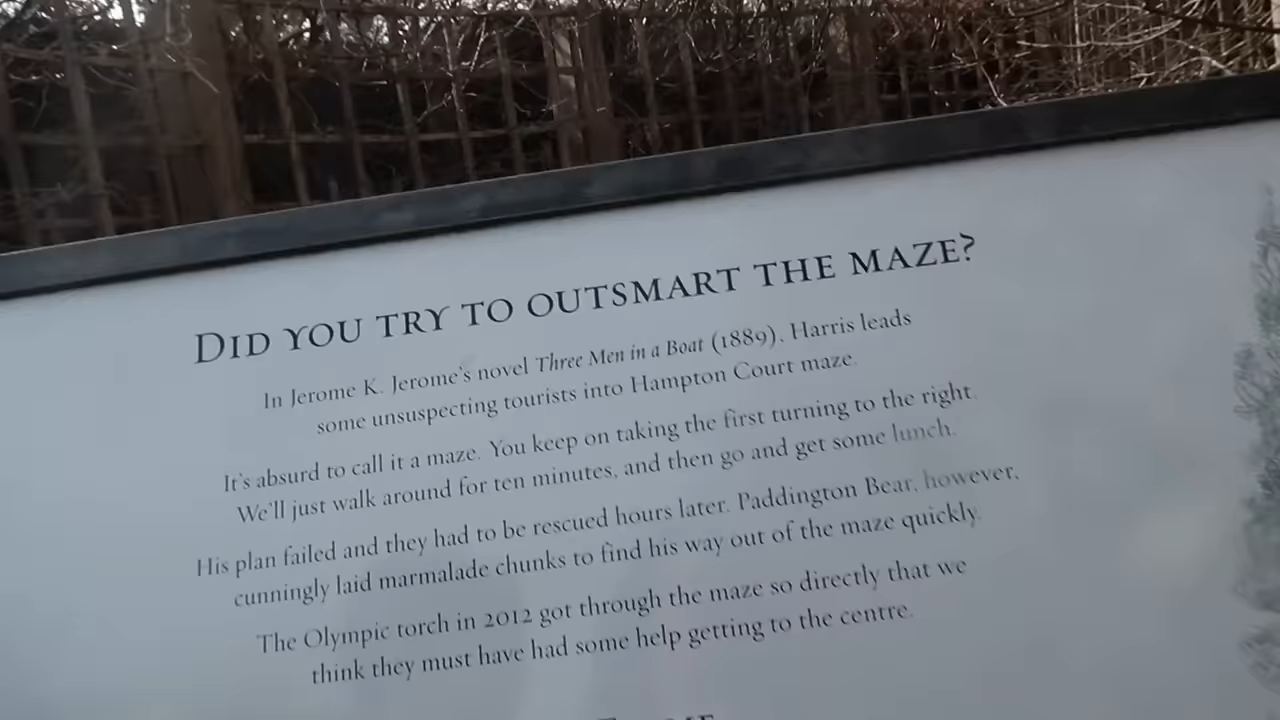 DID YOU TRY TO OUTSMART THE MAZE?
In Jerome K. Jerome's novel Three Men in a Boat (1889), Harris leads
some unsuspecting tourists into Hampton Court maze.
It's absurd to call it a maze. You keep on taking the first turning to the right.
We'll just walk around for ten minutes, and then go and get some lunch.
His plan failed and they had to be rescued hours later. Paddington Bear, however,
cunningly laid marmalade chunks to find his way out of the maze quickly.
The Olympic torch in 2012 got through the maze so directly that we
think they must have had some help getting to the centre.